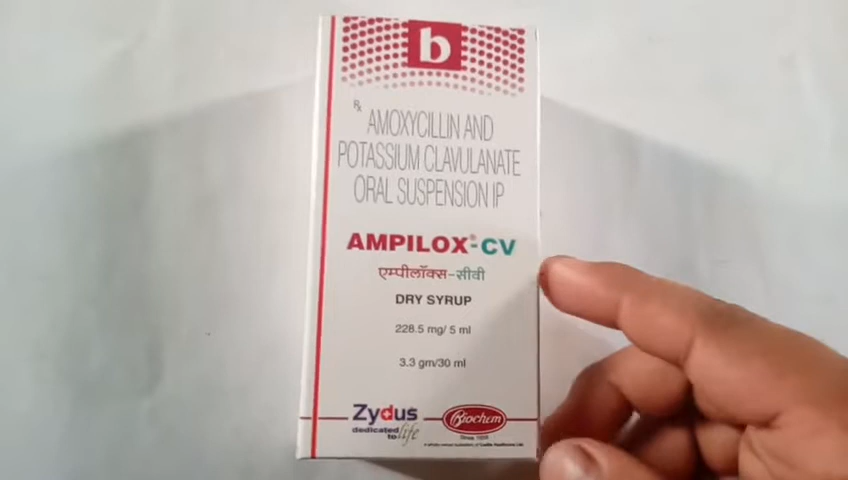 b
Rx
AMOXYCILLIN AND
POTASSIUM CLAVULANATE
ORAL SUSPENSION IP
AMPILOX®-CV
एम्पीलॉक्स-सीवी
DRY SYRUP
228.5 mg/ 5 ml
3.3 gm/30 ml
Zydus
dedicated to life
Biochem